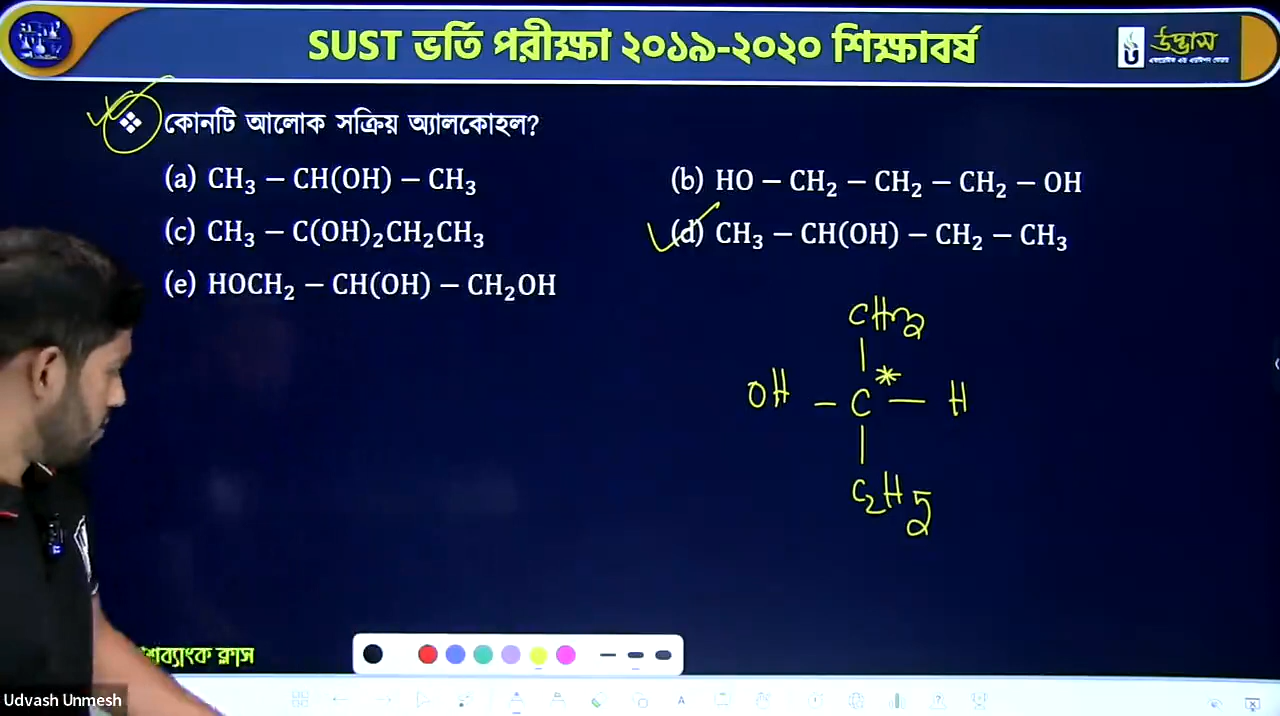 SUST ভর্তি পরীক্ষা ২০১৯-২০২০ শিক্ষাবর্ষ
উদ্ভাস
কোনটি আলোক সক্রিয় অ্যালকোহল?
(a) CH₃ − CH(OH) − CH₃
(b) HO − CH₂ − CH₂ − CH₂ − OH
(c) CH₃ − C(OH)₂CH₂CH₃
(d) CH₃ − CH(OH) − CH₂ − CH₃
(e) HOCH₂ − CH(OH) − CH₂OH
CH₃
OH − C* − H
C₂H₅
ক্লাস
Udvash Unmesh